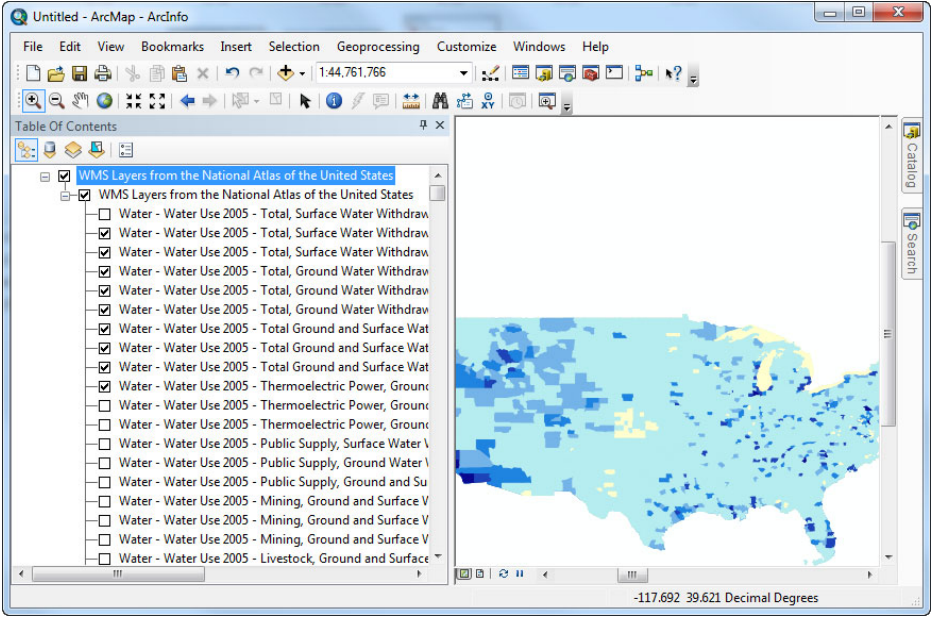 Untitled - ArcMap - ArcInfo
File Edit View Bookmarks Insert Selection Geoprocessing Customize Windows Help
1:44,761,766
Table Of Contents
WMS Layers from the National Atlas of the United States
WMS Layers from the National Atlas of the United States
Water - Water Use 2005 - Total, Surface Water Withdraw
Water - Water Use 2005 - Total, Surface Water Withdraw
Water - Water Use 2005 - Total, Surface Water Withdraw
Water - Water Use 2005 - Total, Ground Water Withdraw
Water - Water Use 2005 - Total, Ground Water Withdraw
Water - Water Use 2005 - Total, Ground Water Withdraw
Water - Water Use 2005 - Total Ground and Surface Wat
Water - Water Use 2005 - Total Ground and Surface Wat
Water - Water Use 2005 - Total Ground and Surface Wat
Water - Water Use 2005 - Thermoelectric Power, Ground
Water - Water Use 2005 - Thermoelectric Power, Ground
Water - Water Use 2005 - Thermoelectric Power, Ground
Water - Water Use 2005 - Public Supply, Surface Water W
Water - Water Use 2005 - Public Supply, Ground Water W
Water - Water Use 2005 - Public Supply, Ground and Su
Water - Water Use 2005 - Mining, Ground and Surface W
Water - Water Use 2005 - Mining, Ground and Surface W
Water - Water Use 2005 - Mining, Ground and Surface W
Water - Water Use 2005 - Livestock, Ground and Surface
Catalog
Search
-117.692 39.621 Decimal Degrees